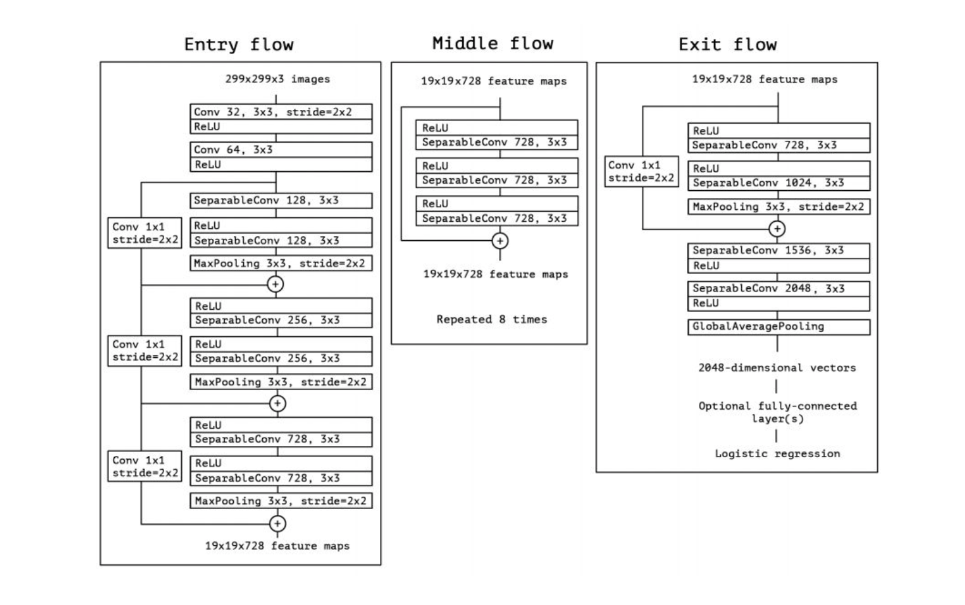 Entry flow
299x299x3 images
Conv 32, 3x3, stride=2x2
ReLU
Conv 64, 3x3
ReLU
SeparableConv 128, 3x3
Conv 1x1
stride=2x2
ReLU
SeparableConv 128, 3x3
MaxPooling 3x3, stride=2x2
+
ReLU
SeparableConv 256, 3x3
Conv 1x1
stride=2x2
ReLU
SeparableConv 256, 3x3
MaxPooling 3x3, stride=2x2
+
ReLU
SeparableConv 728, 3x3
Conv 1x1
stride=2x2
ReLU
SeparableConv 728, 3x3
MaxPooling 3x3, stride=2x2
+
19x19x728 feature maps
Middle flow
19x19x728 feature maps
ReLU
SeparableConv 728, 3x3
ReLU
SeparableConv 728, 3x3
ReLU
SeparableConv 728, 3x3
+
19x19x728 feature maps
Repeated 8 times
Exit flow
19x19x728 feature maps
ReLU
SeparableConv 728, 3x3
Conv 1x1
stride=2x2
ReLU
SeparableConv 1024, 3x3
MaxPooling 3x3, stride=2x2
+
SeparableConv 1536, 3x3
ReLU
SeparableConv 2048, 3x3
ReLU
GlobalAveragePooling
2048-dimensional vectors
Optional fully-connected
layer(s)
Logistic regression